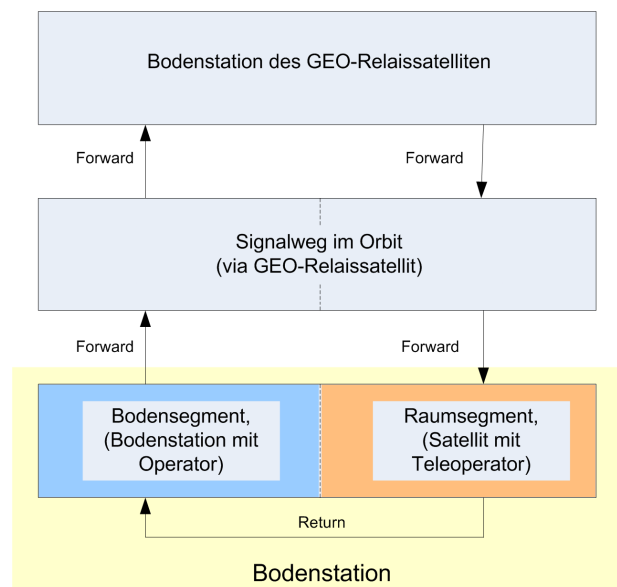 Bodenstation des GEO-Relaissatelliten
Forward
Forward
Signalweg im Orbit
(via GEO-Relaissatellit)
Forward
Forward
Bodensegment,
(Bodenstation mit
Operator)
Raumsegment,
(Satellit mit
Teleoperator)
Return
Bodenstation